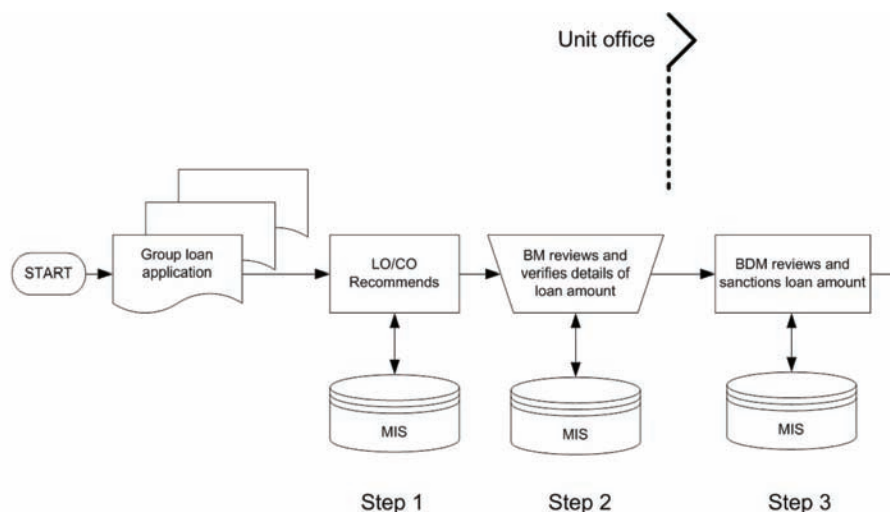 Unit office
START
Group loan
application
LO/CO
Recommends
BM reviews and
verifies details of
loan amount
BDM reviews and
sanctions loan amount
MIS
MIS
MIS
Step 1
Step 2
Step 3